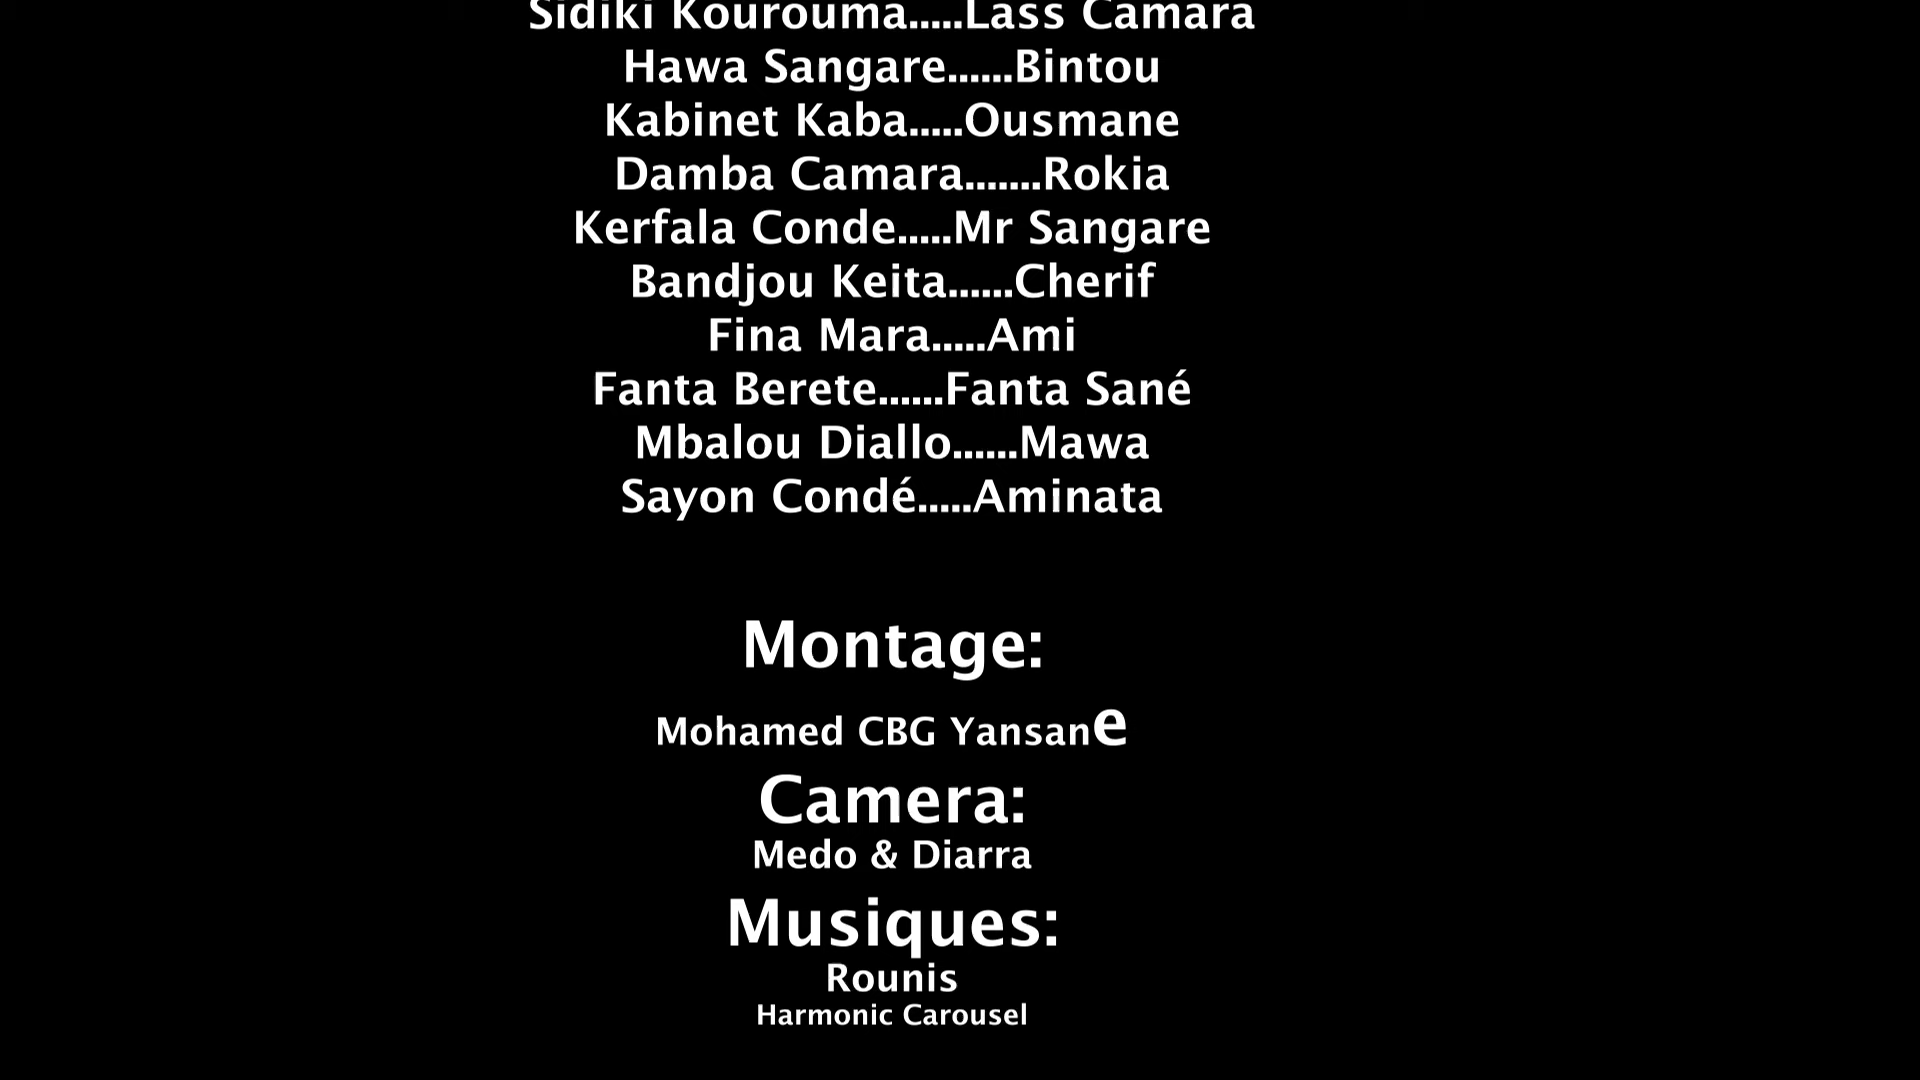 Sidiki Kourouma.....Lass Camara
Hawa Sangare......Bintou
Kabinet Kaba.....Ousmane
Damba Camara.......Rokia
Kerfala Conde.....Mr Sangare
Bandjou Keita......Cherif
Fina Mara.....Ami
Fanta Berete......Fanta Sané
Mbalou Diallo......Mawa
Sayon Condé.....Aminata
Montage:
Mohamed CBG Yansane
Camera:
Medo & Diarra
Musiques:
Rounis
Harmonic Carousel